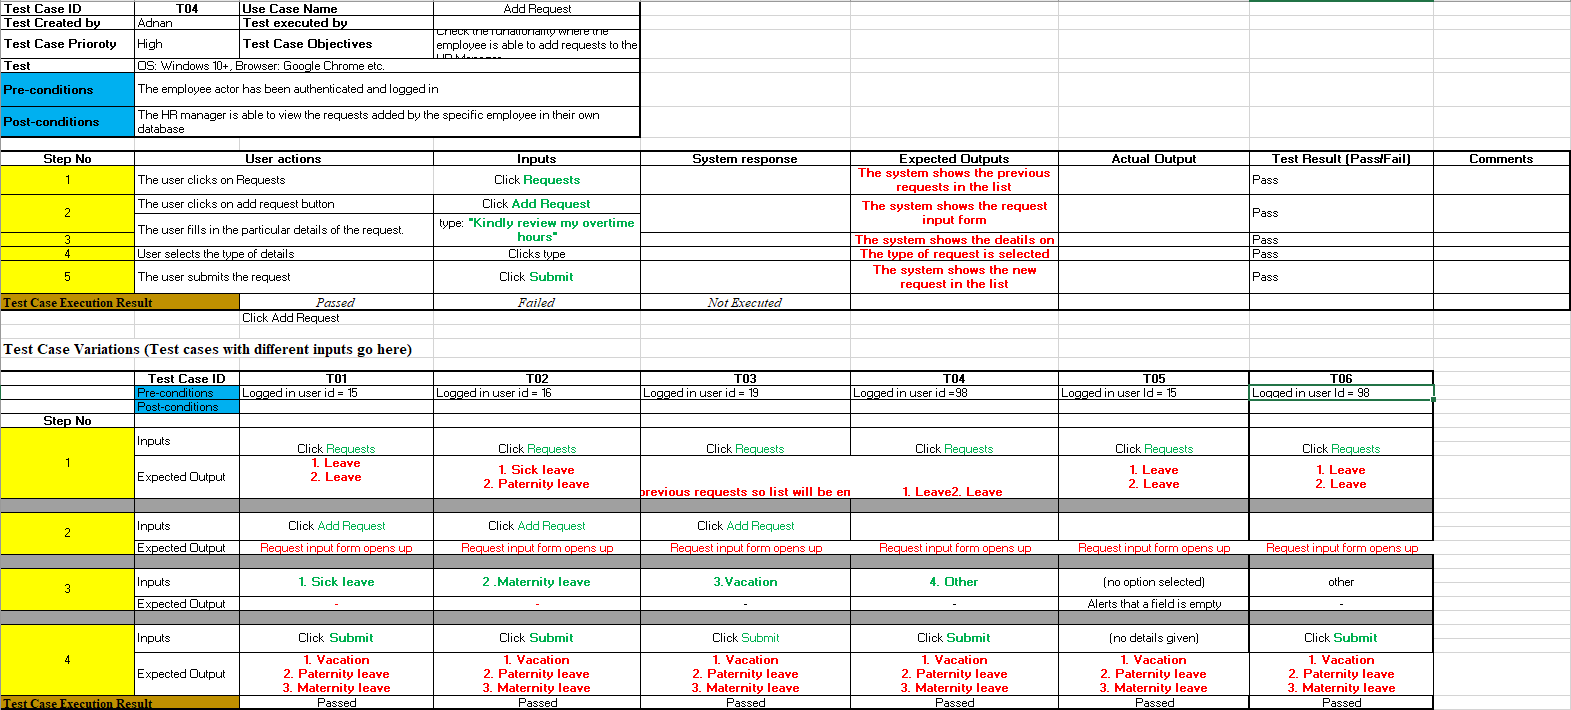 Test Case ID T04 Use Case Name Add Request
Test Created by Adnan Test executed by
Test Case Prioroty High Test Case Objectives employee is able to add requests to the
Test OS: Windows 10+, Browser: Google Chrome etc.
Pre-conditions The employee actor has been authenticated and logged in
Post-conditions The HR manager is able to view the requests added by the specific employee in their own
database
Step No User actions Inputs System response Expected Outputs Actual Output Test Result (Pass/Fail) Comments
1 The user clicks on Requests Click Requests The system shows the previous
requests in the list Pass
2 The user clicks on add request button Click Add Request The system shows the request
input form Pass
The user fills in the particular details of the request. type: "Kindly review my overtime
hours"
3 The system shows the deatils on Pass
4 User selects the type of details Clicks type The type of request is selected Pass
5 The user submits the request Click Submit The system shows the new
request in the list Pass
Test Case Execution Result Passed Failed Not Executed
Click Add Request
Test Case Variations (Test cases with different inputs go here)
Test Case ID T01 T02 T03 T04 T05 T06
Pre-conditions Logged in user id = 15 Logged in user id = 16 Logged in user id = 19 Logged in user id =98 Logged in user Id = 15 Logged in user Id = 98
Post-conditions
Step No
1 Inputs Click Requests Click Requests Click Requests Click Requests Click Requests Click Requests
Expected Output 1. Leave 1. Sick leave 1. Leave 1. Leave
2. Leave 2. Paternity leave 2. Leave 2. Leave
previous requests so list will be en 1. Leave2. Leave
2 Inputs Click Add Request Click Add Request Click Add Request
Expected Output Request input form opens up Request input form opens up Request input form opens up Request input form opens up Request input form opens up Request input form opens up
3 Inputs 1. Sick leave 2 .Maternity leave 3.Vacation 4. Other (no option selected) other
Expected Output - - - - Alerts that a field is empty -
4 Inputs Click Submit Click Submit Click Submit Click Submit (no details given) Click Submit
1. Vacation 1. Vacation 1. Vacation 1. Vacation 1. Vacation 1. Vacation
Expected Output 2. Paternity leave 2. Paternity leave 2. Paternity leave 2. Paternity leave 2. Paternity leave 2. Paternity leave
3. Maternity leave 3. Maternity leave 3. Maternity leave 3. Maternity leave 3. Maternity leave 3. Maternity leave
Test Case Execution Result Passed Passed Passed Passed Passed Passed